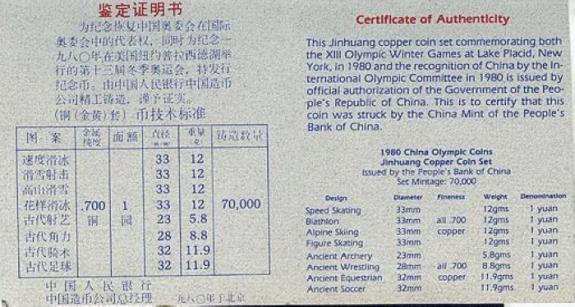 鉴定证明书
为纪念恢复中国奥委会在国际
奥委会中的代表权，同时为纪念一
九八〇年在美国纽约普拉西德湖举
行的第十三届冬季奥运会，特发行
纪念币。由中国人民银行中国造币
公司精工铸造，谨予证实。
(铜(金黄)套) 币技术标准
图案 金属纯度 面额 直径 重量 铸造数量
速度滑冰 33 12
滑雪射击 33 12
高山滑雪 33 12
花样滑冰 .700 1 33 12 70,000
古代射艺 铜 圆 23 5.8
古代角力 28 8.8
古代骑术 32 11.9
古代足球 32 11.9
中国人民银行
中国造币公司总经理 一九八〇年于北京
Certificate of Authenticity
This Jinhuang copper coin set commemorating both
the XIII Olympic Winter Games at Lake Placid, New
York, in 1980 and the recognition of China by the In-
ternational Olympic Committee in 1980 is issued by
official authorization of the Government of the Peo-
ple's Republic of China. This is to certify that this
coin was struck by the China Mint of the People's
Bank of China.
1980 China Olympic Coins
Jinhuang Copper Coin Set
Issued by the People's Bank of China
Set Mintage: 70,000
Design Diameter Fineness Weight Denomination
Speed Skating 33mm 12gms 1 yuan
Biathlon 33mm all .700 12gms 1 yuan
Alpine Skiing 33mm copper 12gms 1 yuan
Figure Skating 33mm 12gms 1 yuan
Ancient Archery 23mm 5.8gms 1 yuan
Ancient Wrestling 28mm all .700 8.8gms 1 yuan
Ancient Equestrian 32mm copper 11.9gms 1 yuan
Ancient Soccer 32mm 11.9gms 1 yuan